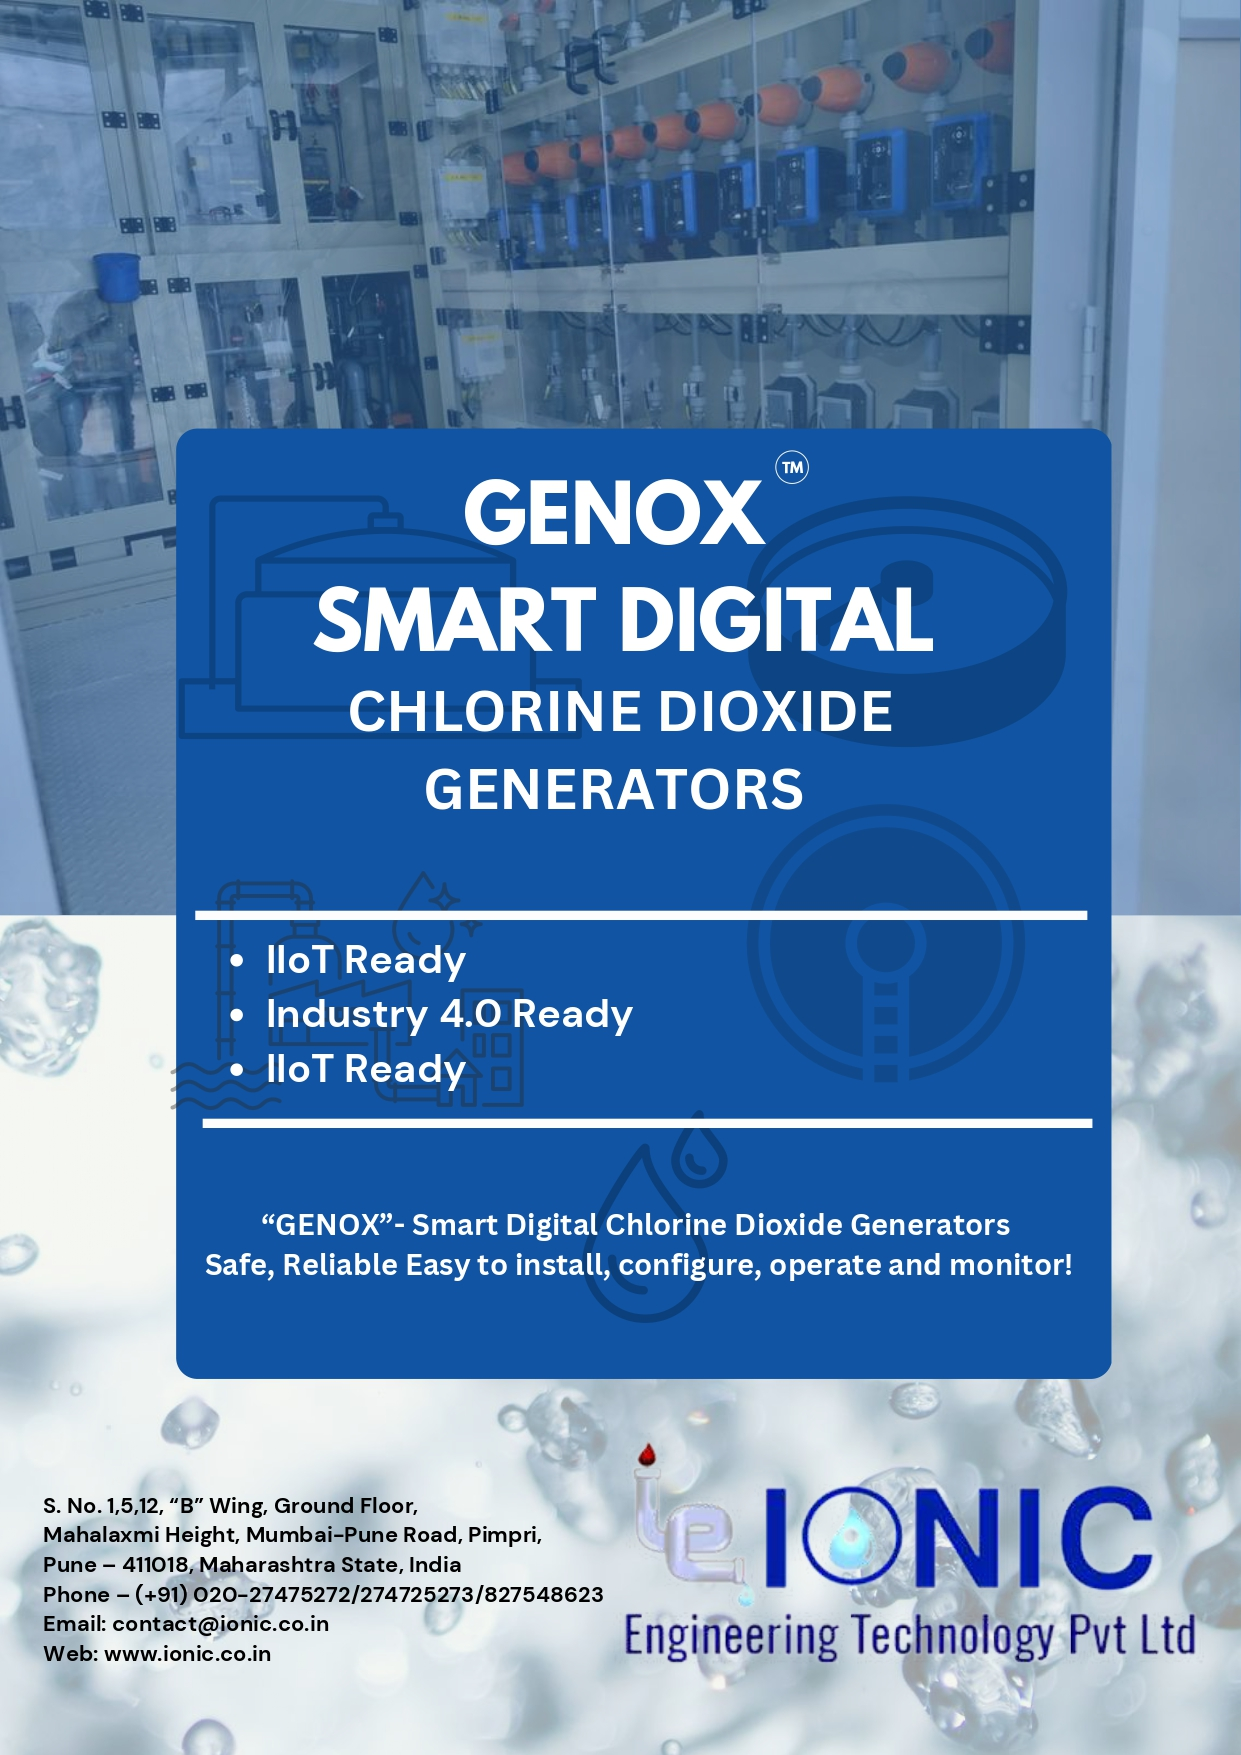 GENOX
TM
SMART DIGITAL
CHLORINE DIOXIDE
GENERATORS
• IIoT Ready
• Industry 4.0 Ready
• IIoT Ready
“GENOX”- Smart Digital Chlorine Dioxide Generators
Safe, Reliable Easy to install, configure, operate and monitor!
S. No. 1,5,12, “B” Wing, Ground Floor,
Mahalaxmi Height, Mumbai-Pune Road, Pimpri,
Pune – 411018, Maharashtra State, India
Phone – (+91) 020-27475272/274725273/827548623
Email: contact@ionic.co.in
Web: www.ionic.co.in
ie
IONIC
Engineering Technology Pvt Ltd